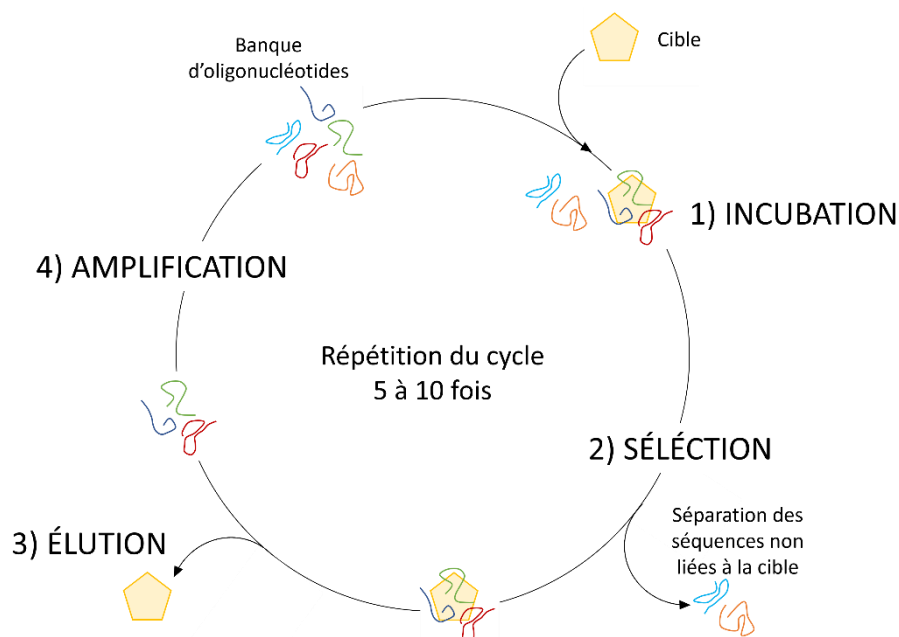 Banque
d'oligonucléotides
Cible
1) INCUBATION
4) AMPLIFICATION
Répétition du cycle
5 à 10 fois
2) SÉLÉCTION
Séparation des
séquences non
liées à la cible
3) ÉLUTION